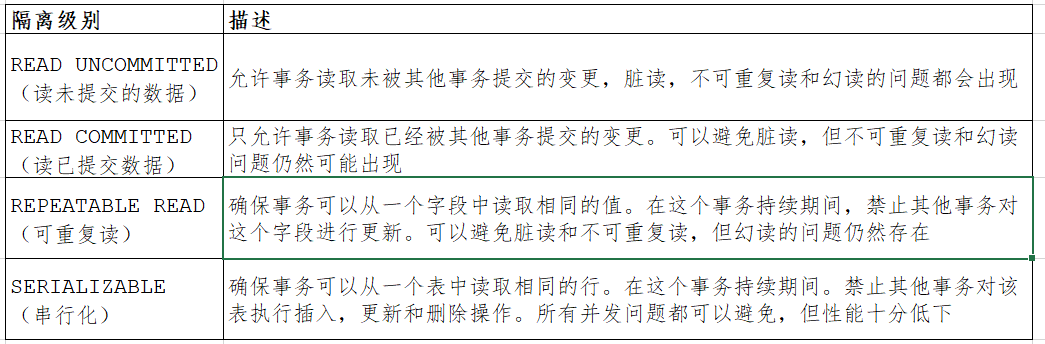 隔离级别
描述
READ UNCOMMITTED
(读未提交的数据)
允许事务读取未被其他事务提交的变更，脏读，不可重复读和幻读的问题都会出现
READ COMMITTED
(读已提交数据)
只允许事务读取已经被其他事务提交的变更。可以避免脏读，但不可重复读和幻读
问题仍然可能出现
REPEATABLE READ
(可重复读)
确保事务可以从一个字段中读取相同的值。在这个事务持续期间，禁止其他事务对
这个字段进行更新。可以避免脏读和不可重复读，但幻读的问题仍然存在
SERIALIZABLE
(串行化)
确保事务可以从一个表中读取相同的行。在这个事务持续期间。禁止其他事务对该
表执行插入，更新和删除操作。所有并发问题都可以避免，但性能十分低下